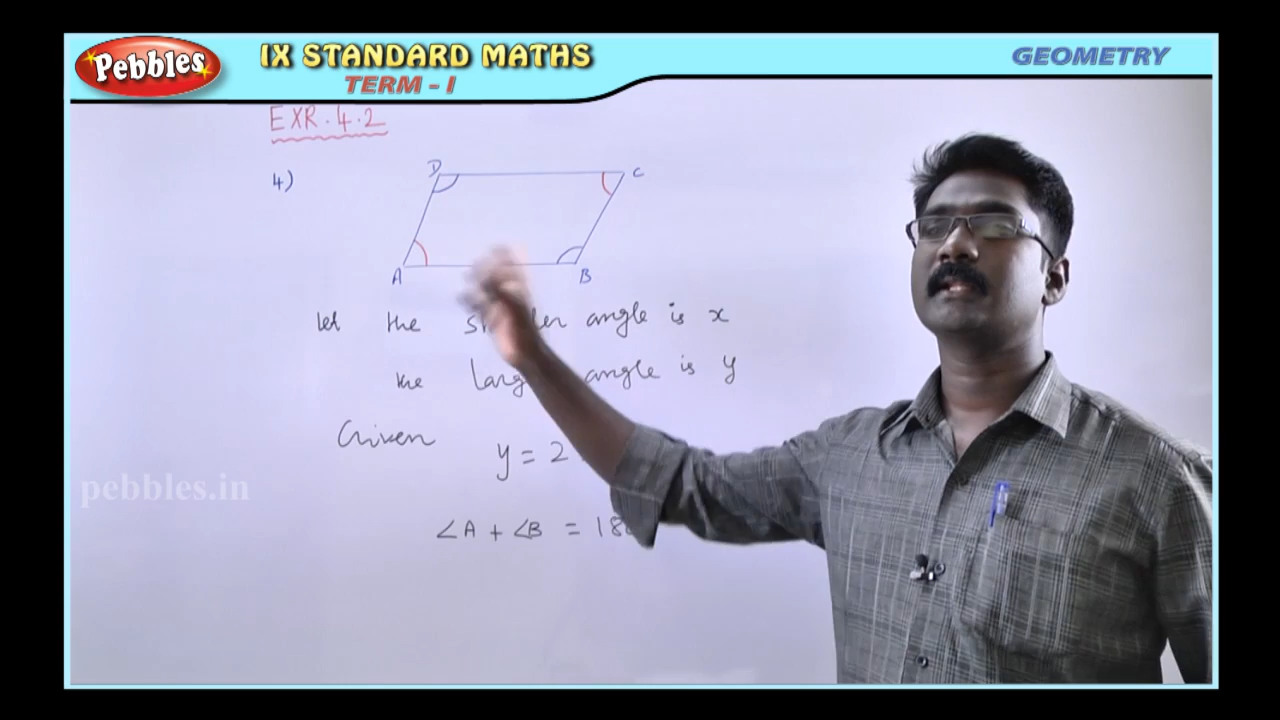 Pebbles
IX STANDARD MATHS
TERM - I
GEOMETRY
EXR. 4.2
4)
D
C
A
B
let the angle is x
the angle is y
Given
y = 2
pebbles.in
∠A + ∠B =